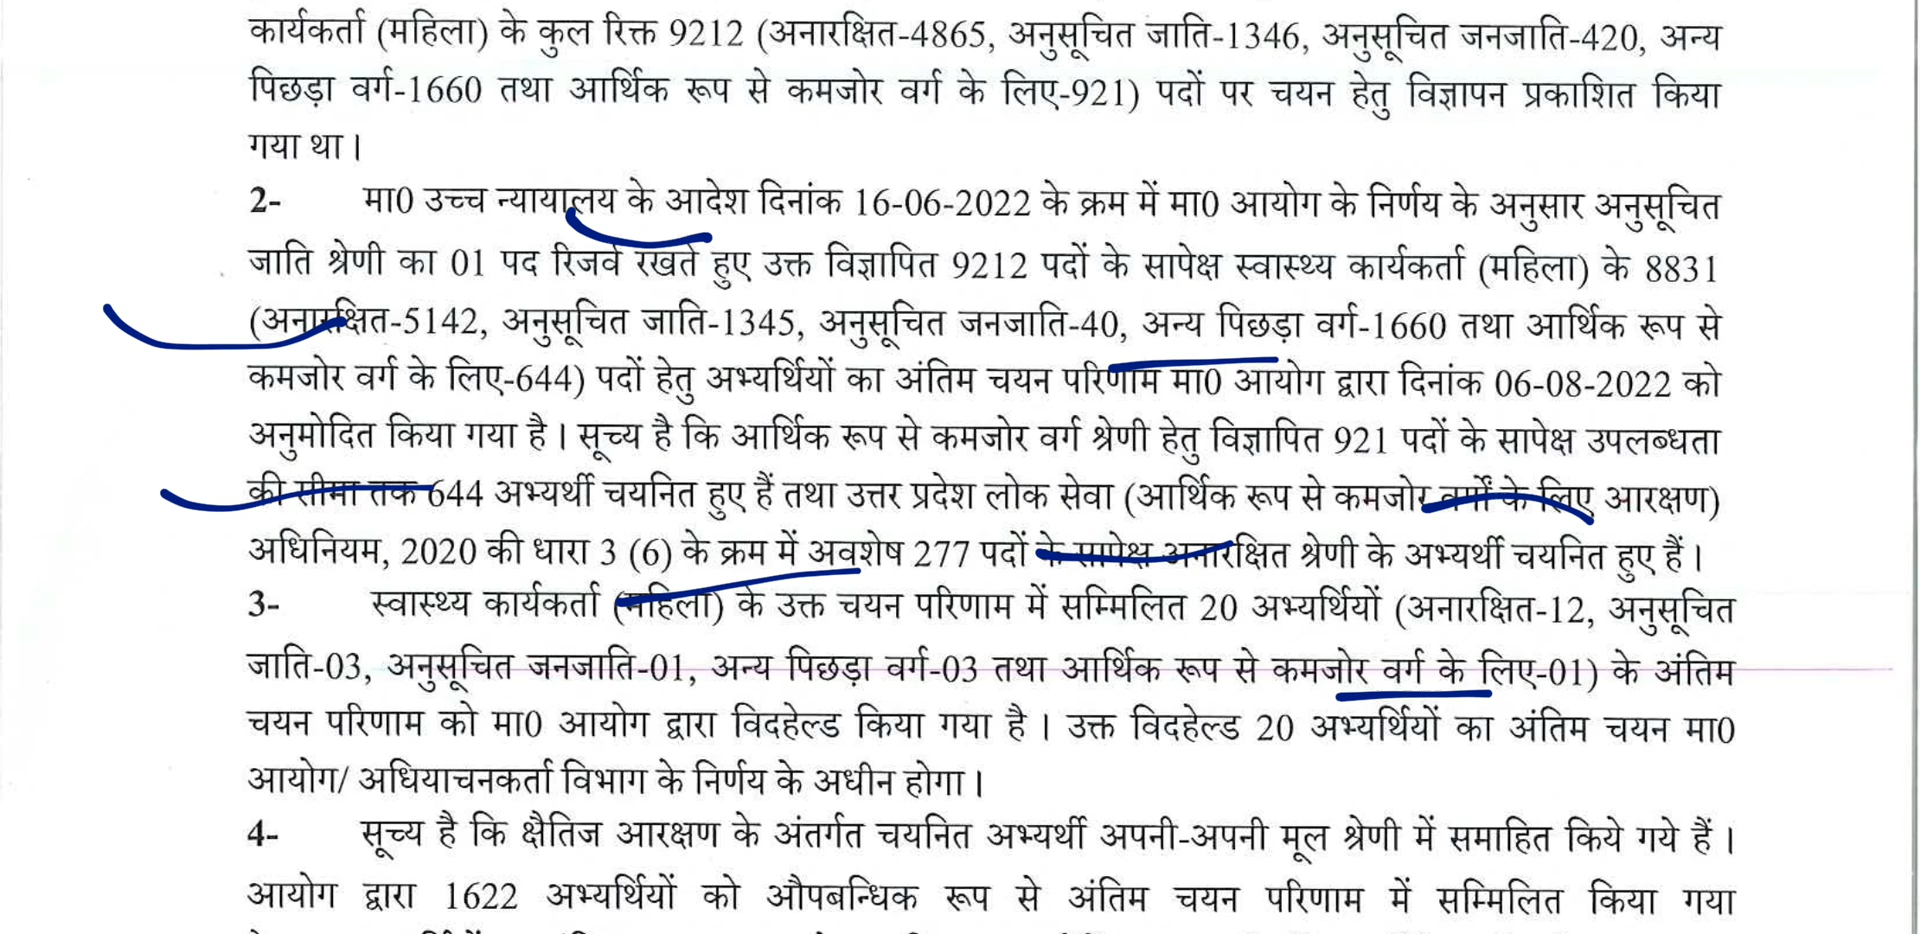 कार्यकर्ता (महिला) के कुल रिक्त 9212 (अनारक्षित-4865, अनुसूचित जाति-1346, अनुसूचित जनजाति-420, अन्य
पिछड़ा वर्ग-1660 तथा आर्थिक रूप से कमजोर वर्ग के लिए-921) पदों पर चयन हेतु विज्ञापन प्रकाशित किया
गया था।
2- मा0 उच्च न्यायालय के आदेश दिनांक 16-06-2022 के क्रम में मा0 आयोग के निर्णय के अनुसार अनुसूचित
जाति श्रेणी का 01 पद रिजर्व रखते हुए उक्त विज्ञापित 9212 पदों के सापेक्ष स्वास्थ्य कार्यकर्ता (महिला) के 8831
(अनारक्षित-5142, अनुसूचित जाति-1345, अनुसूचित जनजाति-40, अन्य पिछड़ा वर्ग-1660 तथा आर्थिक रूप से
कमजोर वर्ग के लिए-644) पदों हेतु अभ्यर्थियों का अंतिम चयन परिणाम मा0 आयोग द्वारा दिनांक 06-08-2022 को
अनुमोदित किया गया है। सूच्य है कि आर्थिक रूप से कमजोर वर्ग श्रेणी हेतु विज्ञापित 921 पदों के सापेक्ष उपलब्धता
की सीमा तक 644 अभ्यर्थी चयनित हुए हैं तथा उत्तर प्रदेश लोक सेवा (आर्थिक रूप से कमजोर वर्गों के लिए आरक्षण)
अधिनियम, 2020 की धारा 3 (6) के क्रम में अवशेष 277 पदों के सापेक्ष अनारक्षित श्रेणी के अभ्यर्थी चयनित हुए हैं।
3- स्वास्थ्य कार्यकर्ता (महिला) के उक्त चयन परिणाम में सम्मिलित 20 अभ्यर्थियों (अनारक्षित-12, अनुसूचित
जाति-03, अनुसूचित जनजाति-01, अन्य पिछड़ा वर्ग-03 तथा आर्थिक रूप से कमजोर वर्ग के लिए-01) के अंतिम
चयन परिणाम को मा0 आयोग द्वारा विदहेल्ड किया गया है। उक्त विदहेल्ड 20 अभ्यर्थियों का अंतिम चयन मा0
आयोग/ अधियाचनकर्ता विभाग के निर्णय के अधीन होगा।
4- सूच्य है कि क्षैतिज आरक्षण के अंतर्गत चयनित अभ्यर्थी अपनी-अपनी मूल श्रेणी में समाहित किये गये हैं।
आयोग द्वारा 1622 अभ्यर्थियों को औपबन्धिक रूप से अंतिम चयन परिणाम में सम्मिलित किया गया